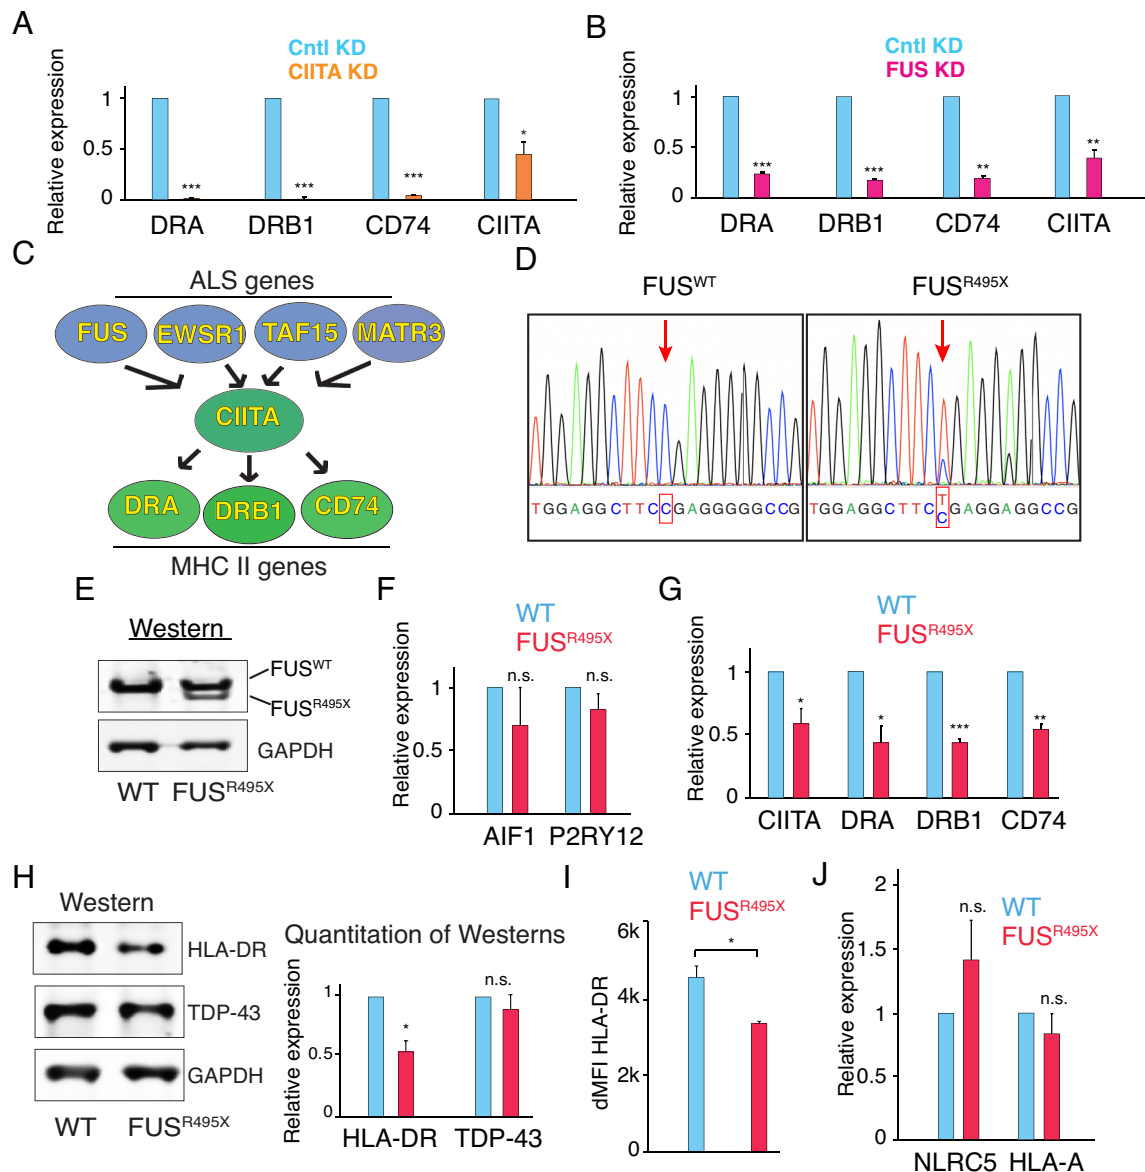 A
Cntl KD
CIITA KD
Relative expression
1
0.5
0
***
***
***
*
DRA DRB1 CD74 CIITA
B
Cntl KD
FUS KD
Relative expression
1
0.5
0
***
***
**
**
DRA DRB1 CD74 CIITA
C
ALS genes
FUS EWSR1 TAF15 MATR3
CIITA
DRA DRB1 CD74
MHC II genes
D
FUSWT FUSR495X
TGGAGGCTTCCGAGGGGGCCG
T
TGGAGGCTTCCGAGGAGGCCG
E
Western
FUSWT
FUSR495X
GAPDH
WT FUSR495X
F
WT
FUSR495X
Relative expression
1
0.5
0
n.s. n.s.
AIF1 P2RY12
G
WT
FUSR495X
Relative expression
1
0.5
0
*
*
***
**
CIITA DRA DRB1 CD74
H
Western
HLA-DR
TDP-43
GAPDH
WT FUSR495X
Quantitation of Westerns
Relative expression
1
0.5
0
*
n.s.
HLA-DR TDP-43
I
WT
FUSR495X
dMFI HLA-DR
6k
4k
2k
0
*
J
WT
FUSR495X
Relative expression
2
1.5
1
0
n.s.
n.s.
NLRC5 HLA-A